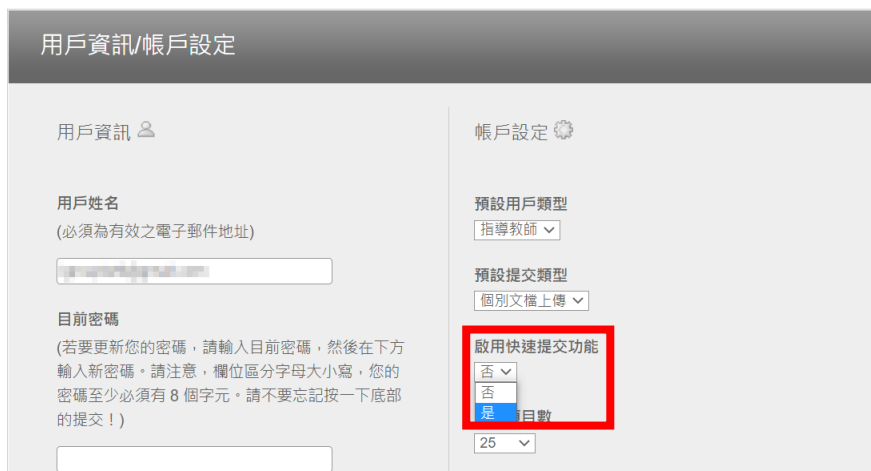 用戶資訊/帳戶設定
用戶資訊
用戶姓名
(必須為有效之電子郵件地址)
目前密碼
(若要更新您的密碼，請輸入目前密碼，然後在下方
輸入新密碼。請注意，欄位區分字母大小寫，您的
密碼至少必須有 8 個字元。請不要忘記按一下底部
的提交！)
帳戶設定
預設用戶類型
指導教師
預設提交類型
個別文檔上傳
啟用快速提交功能
否
否
是
項目數
25